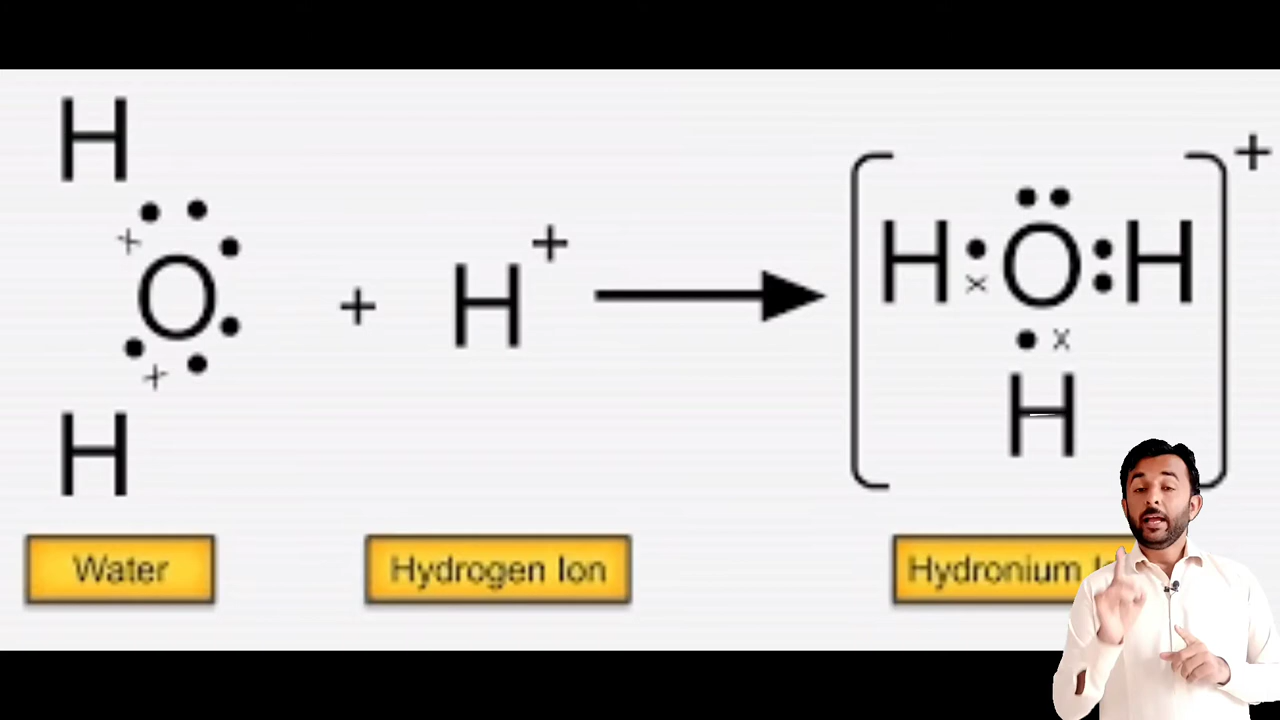 H
O
H
+
H+
[H O H
H]+
Water
Hydrogen Ion
Hydronium